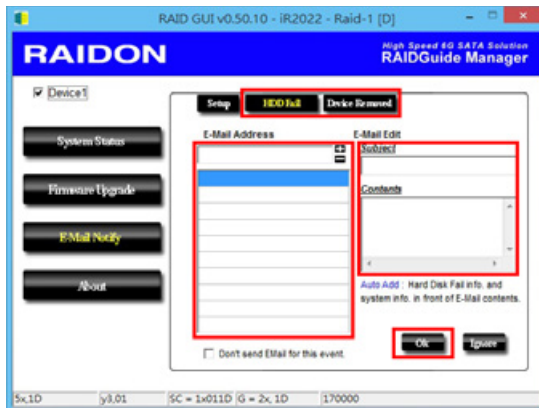 RAID GUI v0.50.10 - iR2022 - Raid-1 [D]
RAIDON
High Speed 6G SATA Solution
RAIDGuide Manager
Device1
Setup
HDD Fail
Device Removed
System Status
Firmware Upgrade
E-Mail Notify
About
E-Mail Address
E-Mail Edit
Subject
Contents
Auto Add : Hard Disk Fail info. and
system info. in front of E-Mail contents.
Don't send EMail for this event.
Ok
Ignore
5x,1D
y3,01
SC = 1x011D
G = 2x, 1D
170000